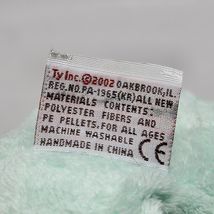 Ty Inc. ©2002 OAKBROOK, IL.
REG.NO.PA-1965(KR) ALL NEW
MATERIALS CONTENTS:
POLYESTER FIBERS AND
PE PELLETS. FOR ALL AGES
MACHINE WASHABLE
HANDMADE IN CHINA CE